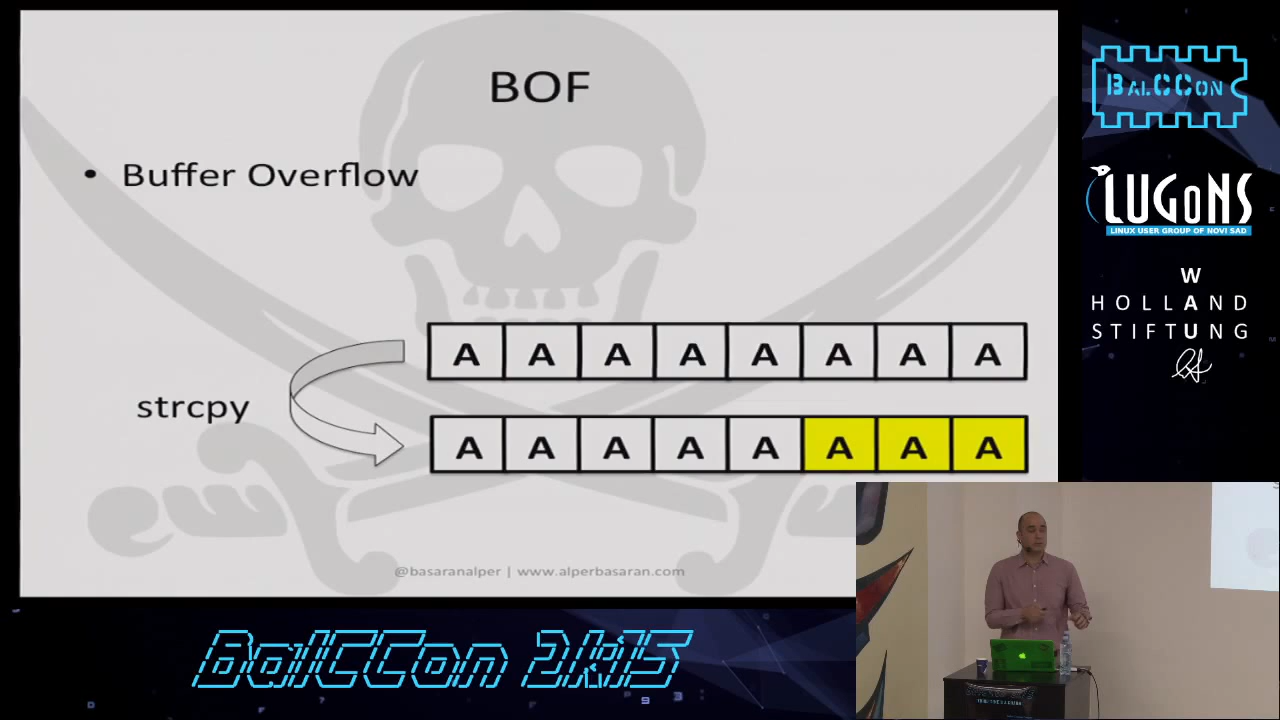 BOF
• Buffer Overflow
A A A A A A A A
strcpy
A A A A A A A A
@basaranalper | www.alperbasaran.com
BALCCON
LUGONS
LINUX USER GROUP OF NOVI SAD
W
HOLLAND
STIFTUNG
BalCCon 2K15